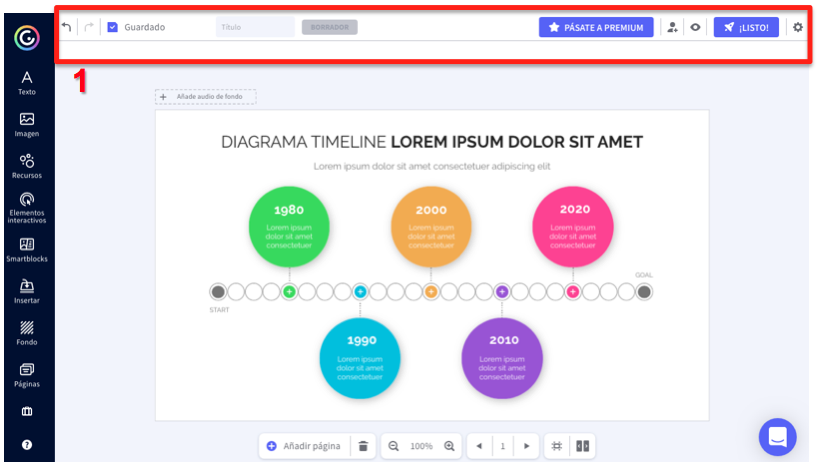 Guardado
Título
BORRADOR
PÁSATE A PREMIUM
¡LISTO!
1
Texto
Imagen
Recursos
Elementos
interactivos
Smartblocks
Insertar
Fondo
Páginas
Añade audio de fondo
DIAGRAMA TIMELINE LOREM IPSUM DOLOR SIT AMET
Lorem ipsum dolor sit amet consectetuer adipiscing elit
1980
Lorem ipsum
dolor sit amet
consectetuer
2000
Lorem ipsum
dolor sit amet
consectetuer
2020
Lorem ipsum
dolor sit amet
consectetuer
GOAL
START
1990
Lorem ipsum
dolor sit amet
consectetuer
2010
Lorem ipsum
dolor sit amet
consectetuer
Añadir página
100%
1